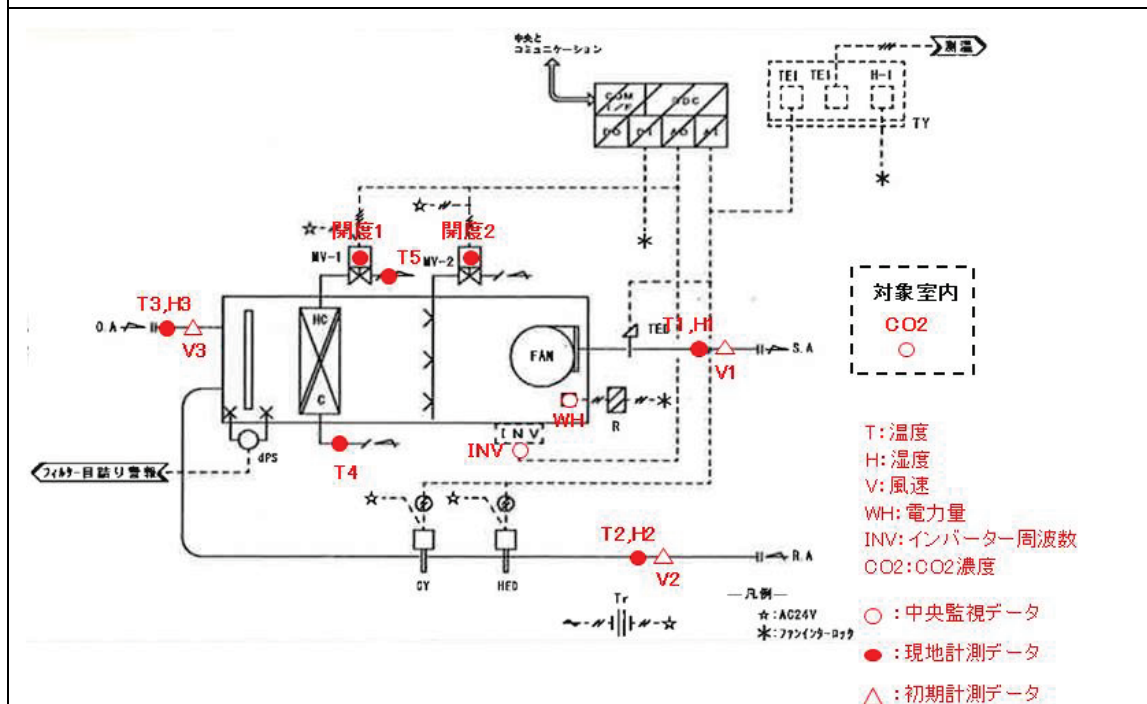 中央と
コミュニケーション
測温
COM
I/F
DDC
DO
DI
AO
AI
TE1
TE1
H-1
TY
開度1
開度2
MV-1
T5
MV-2
T3,H3
O.A
V3
HC
C
FAN
TED
T1,H1
V1
S.A
対象室内
CO2
WH
R
INV
INV
dPS
T4
フィルター目詰り警報
T2,H2
V2
R.A
CY
HED
Tr
―凡例―
☆:AC24V
＊:ファンインターロック
T:温度
H:湿度
V:風速
WH:電力量
INV:インバーター周波数
CO2:CO2濃度
○:中央監視データ
●:現地計測データ
△:初期計測データ